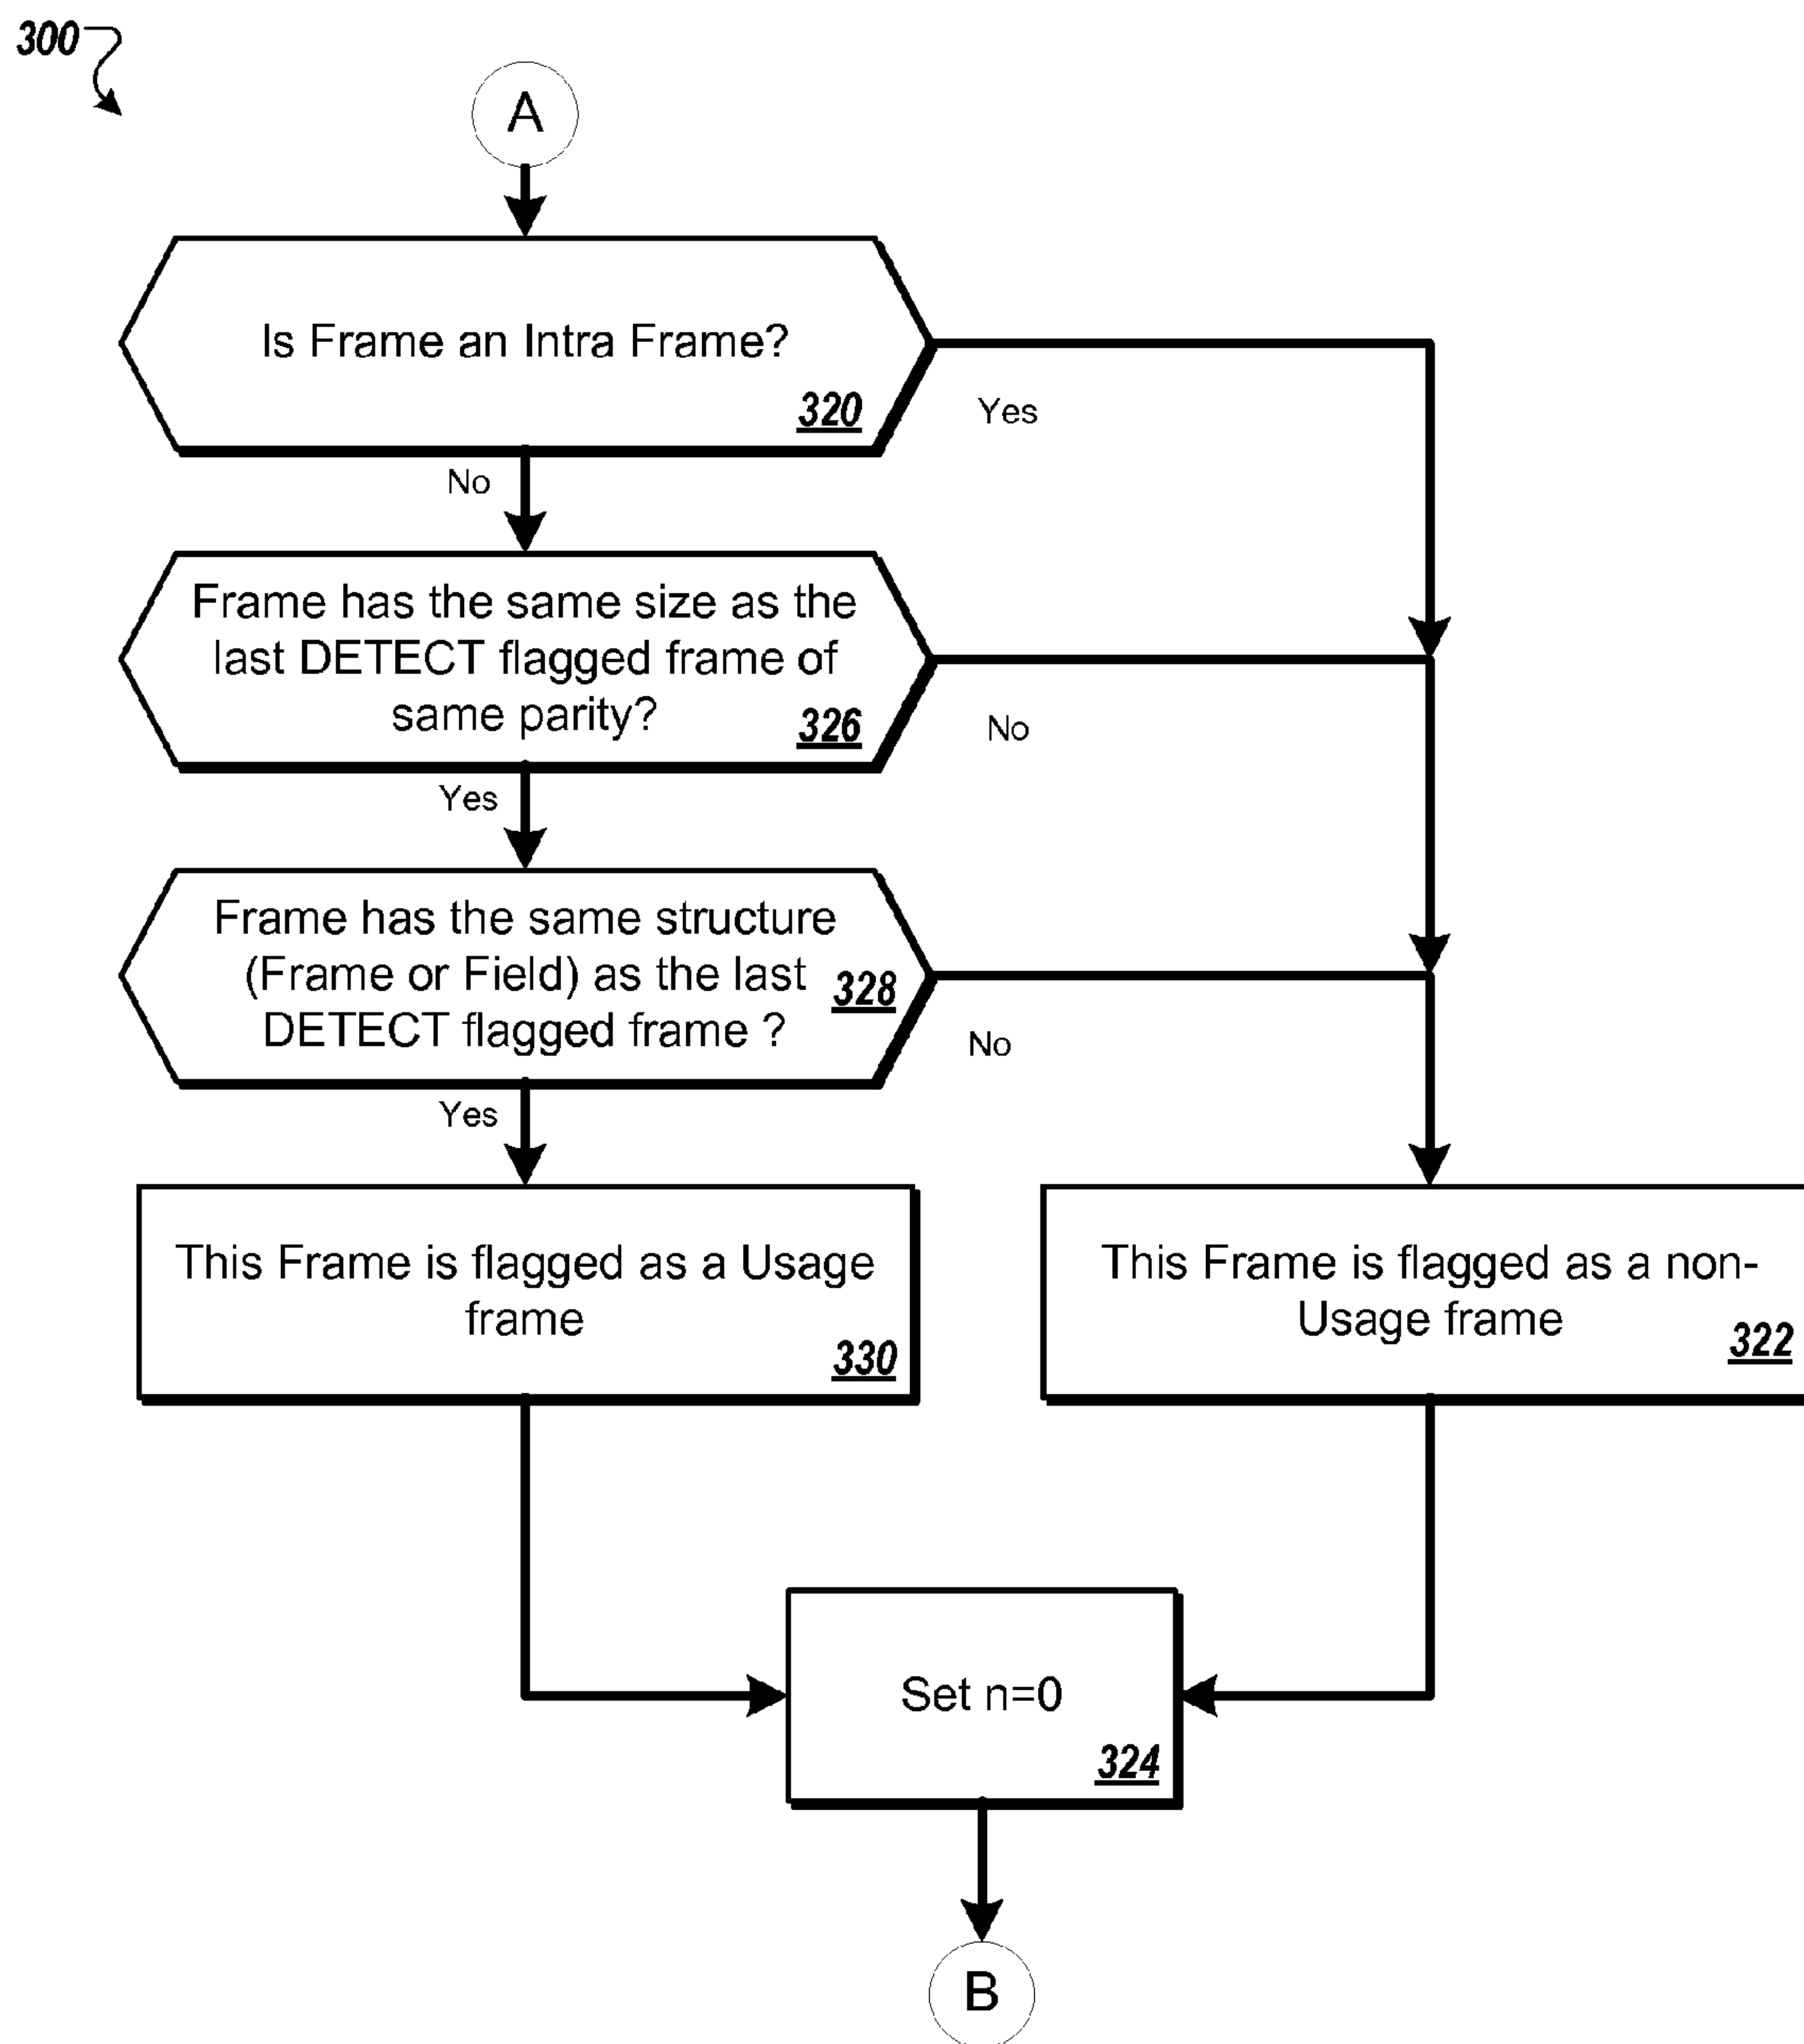 300
A
Is Frame an Intra Frame?
320
Yes
No
Frame has the same size as the
last DETECT flagged frame of
same parity?
326
No
Yes
Frame has the same structure
(Frame or Field) as the last
328
DETECT flagged frame ?
No
Yes
This Frame is flagged as a Usage
frame
330
This Frame is flagged as a non-
Usage frame
322
Set n=0
324
B